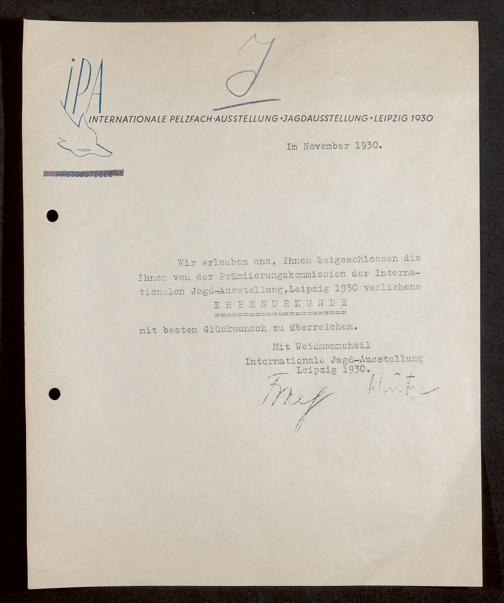 J
iPA
INTERNATIONALE PELZFACH-AUSSTELLUNG•JAGDAUSSTELLUNG•LEIPZIG 1930
Im November 1930.
PRESSESTELLE
Wir erlauben uns, Ihnen beigeschlossen die
Ihnen von der Prämiierungskommission der Interna-
tionalen Jagd-Ausstellung,Leipzig 1930 verliehene
E H R E N U R K U N D E
=====================
mit bestem Glückwunsch zu überreichen.
Mit Weidmannsheil
Internationale Jagd-Ausstellung
Leipzig 1930.